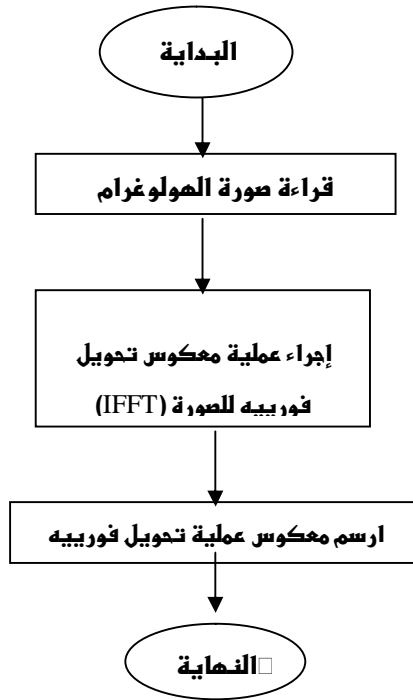 البداية
قراءة صورة الهولوغرام
إجراء عملية معكوس تحويل
فورييه للصورة (IFFT)
ارسم معكوس عملية تحويل فورييه
النهاية